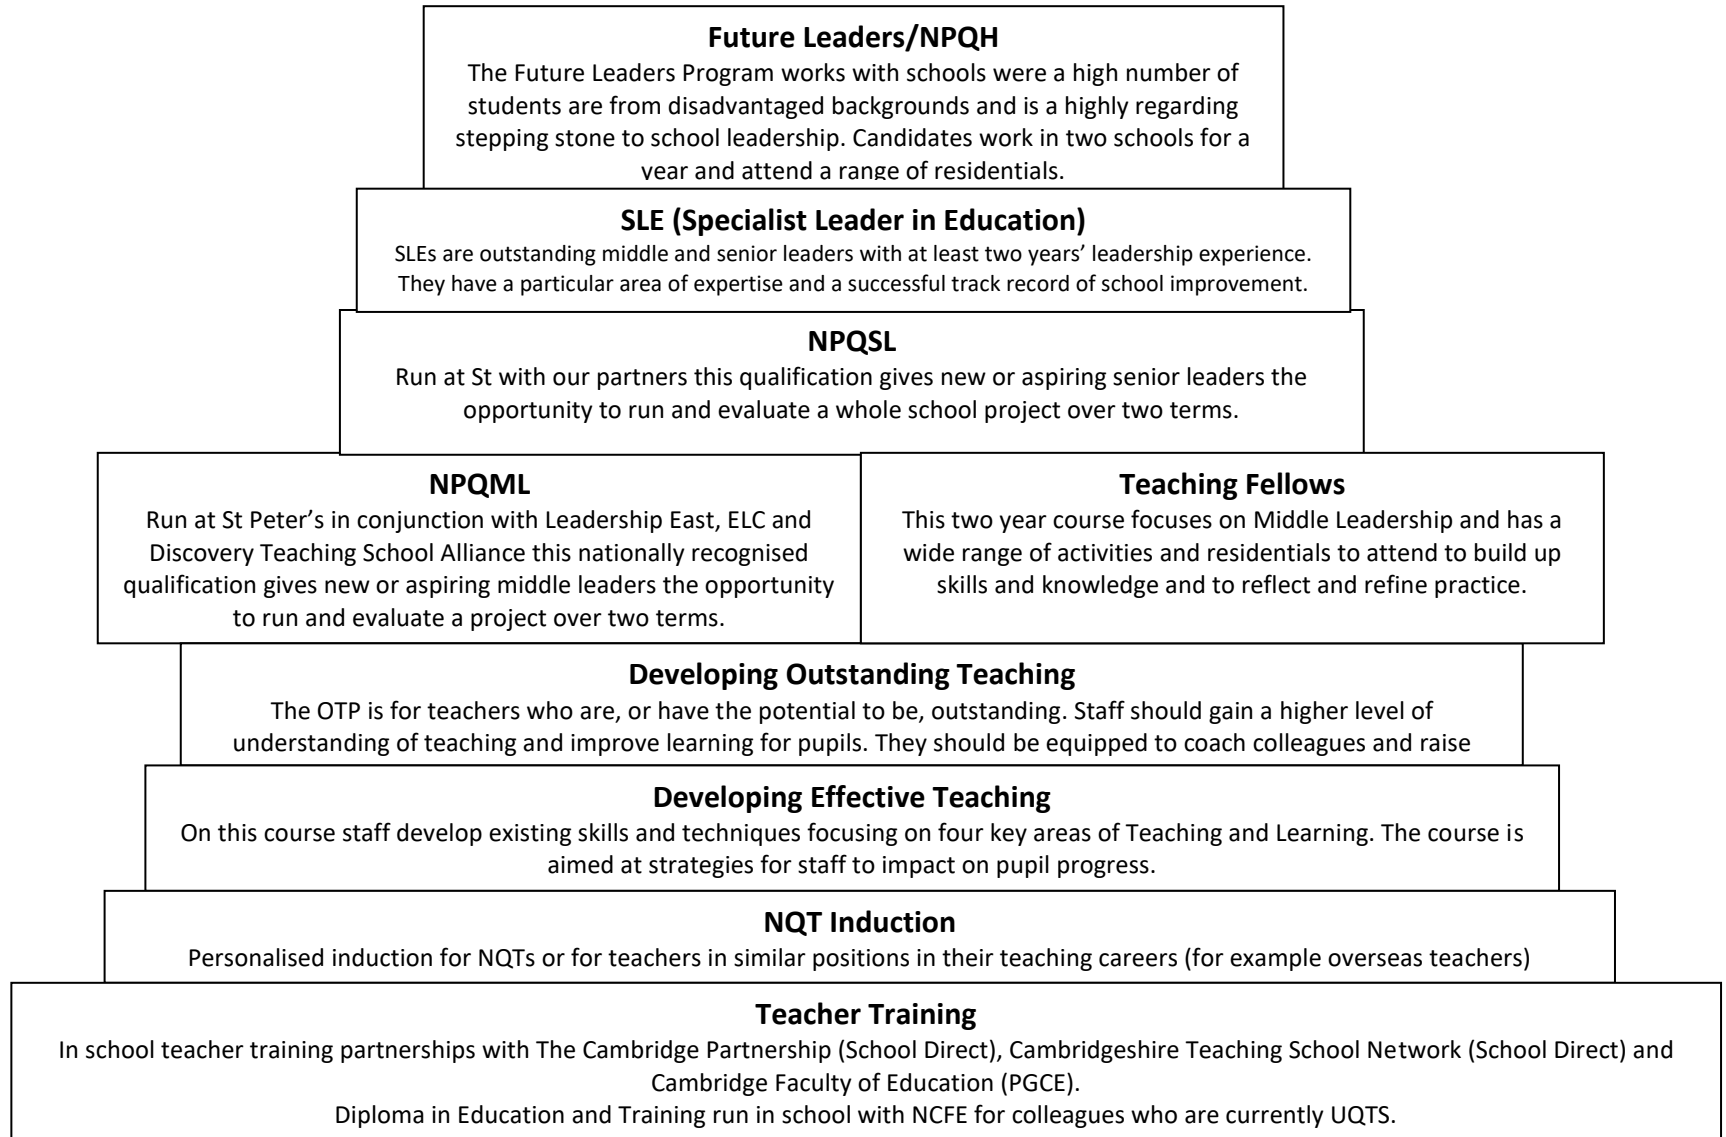 Future Leaders/NPQH
The Future Leaders Program works with schools were a high number of
students are from disadvantaged backgrounds and is a highly regarding
stepping stone to school leadership. Candidates work in two schools for a
year and attend a range of residentials.
SLE (Specialist Leader in Education)
SLEs are outstanding middle and senior leaders with at least two years’ leadership experience.
They have a particular area of expertise and a successful track record of school improvement.
NPQSL
Run at St with our partners this qualification gives new or aspiring senior leaders the
opportunity to run and evaluate a whole school project over two terms.
NPQML
Run at St Peter’s in conjunction with Leadership East, ELC and
Discovery Teaching School Alliance this nationally recognised
qualification gives new or aspiring middle leaders the opportunity
to run and evaluate a project over two terms.
Teaching Fellows
This two year course focuses on Middle Leadership and has a
wide range of activities and residentials to attend to build up
skills and knowledge and to reflect and refine practice.
Developing Outstanding Teaching
The OTP is for teachers who are, or have the potential to be, outstanding. Staff should gain a higher level of
understanding of teaching and improve learning for pupils. They should be equipped to coach colleagues and raise
Developing Effective Teaching
On this course staff develop existing skills and techniques focusing on four key areas of Teaching and Learning. The course is
aimed at strategies for staff to impact on pupil progress.
NQT Induction
Personalised induction for NQTs or for teachers in similar positions in their teaching careers (for example overseas teachers)
Teacher Training
In school teacher training partnerships with The Cambridge Partnership (School Direct), Cambridgeshire Teaching School Network (School Direct) and
Cambridge Faculty of Education (PGCE).
Diploma in Education and Training run in school with NCFE for colleagues who are currently UQTS.